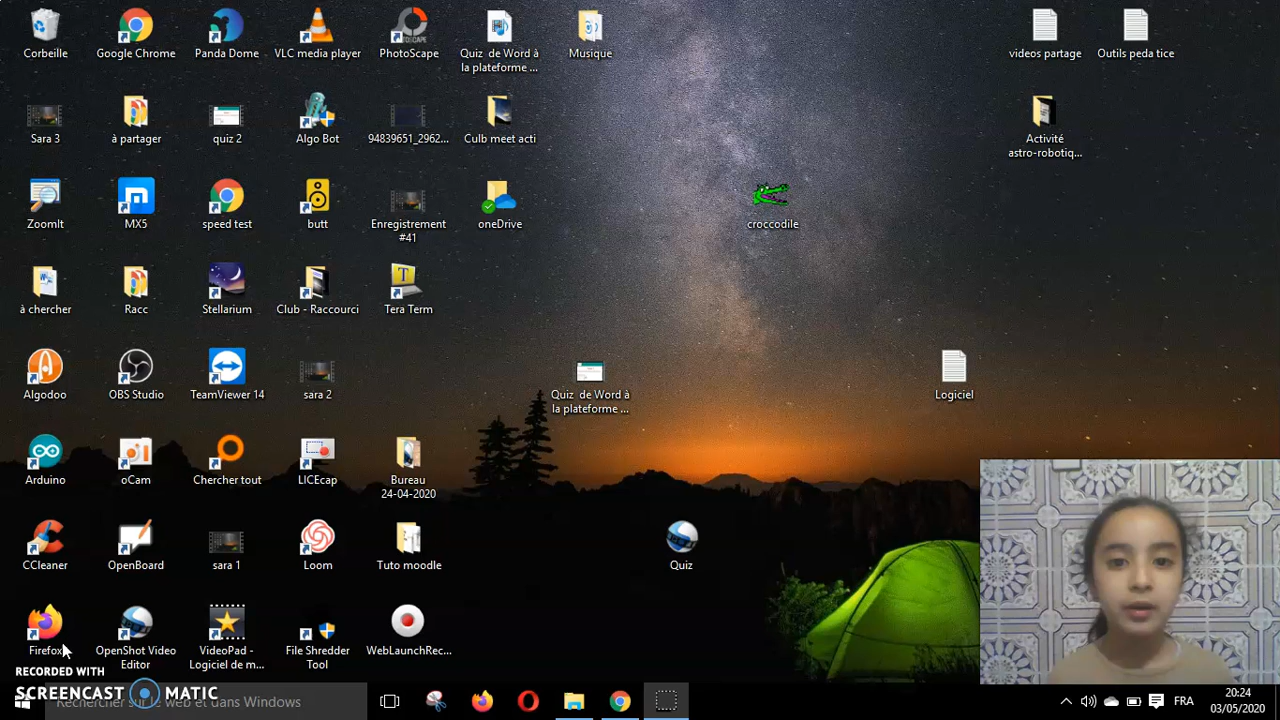 Corbeille
Google Chrome
Panda Dome
VLC media player
PhotoScape
Quiz de Word à
la plateforme ...
Musique
videos partage
Outils peda tice
Sara 3
à partager
quiz 2
Algo Bot
94839651_2962...
Culb meet acti
Activité
astro-robotiq...
ZoomIt
MX5
speed test
butt
Enregistrement
#41
oneDrive
croccodile
à chercher
Racc
Stellarium
Club - Raccourci
Tera Term
Algodoo
OBS Studio
TeamViewer 14
sara 2
Quiz de Word à
la plateforme ...
Logiciel
Arduino
oCam
Chercher tout
LICEcap
Bureau
24-04-2020
CCleaner
OpenBoard
sara 1
Loom
Tuto moodle
Quiz
Firefox
OpenShot Video
Editor
VideoPad -
Logiciel de m...
File Shredder
Tool
WebLaunchRec...
RECORDED WITH
SCREENCAST MATIC
Rechercher sur le web et dans Windows
FRA
20:24
03/05/2020